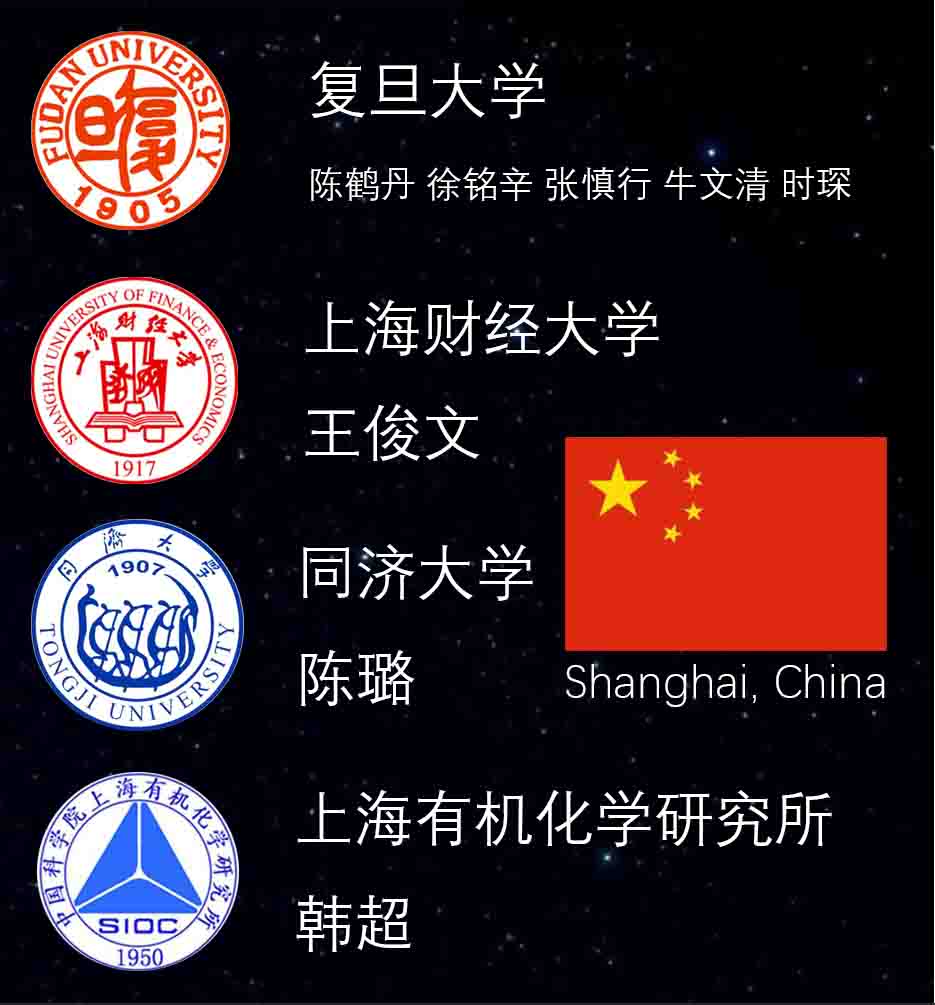 FUDAN UNIVERSITY
1905
复旦大学
陈鹤丹 徐铭辛 张慎行 牛文清 时琛
SHANGHAI UNIVERSITY OF FINANCE & ECONOMICS
上海财经大学
1917
上海财经大学
王俊文
同濟大學
1907
TONGJI UNIVERSITY
同济大学
陈璐
Shanghai, China
中国科学院上海有机化学研究所
SIOC
1950
上海有机化学研究所
韩超